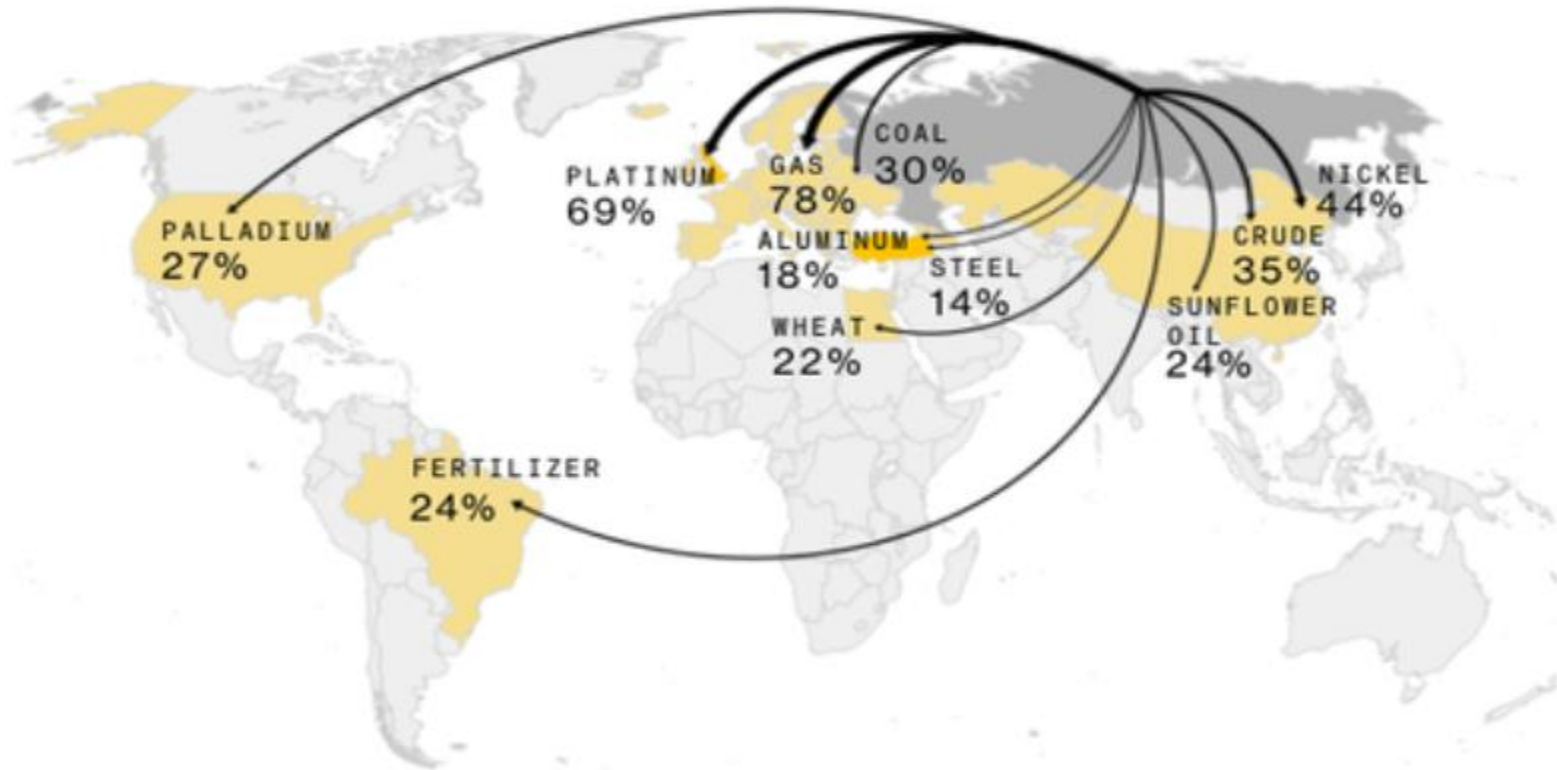 COAL
30%
PLATINUM
69%
GAS
78%
NICKEL
44%
PALLADIUM
27%
ALUMINUM
18%
CRUDE
35%
STEEL
14%
SUNFLOWER
OIL
24%
WHEAT
22%
FERTILIZER
24%